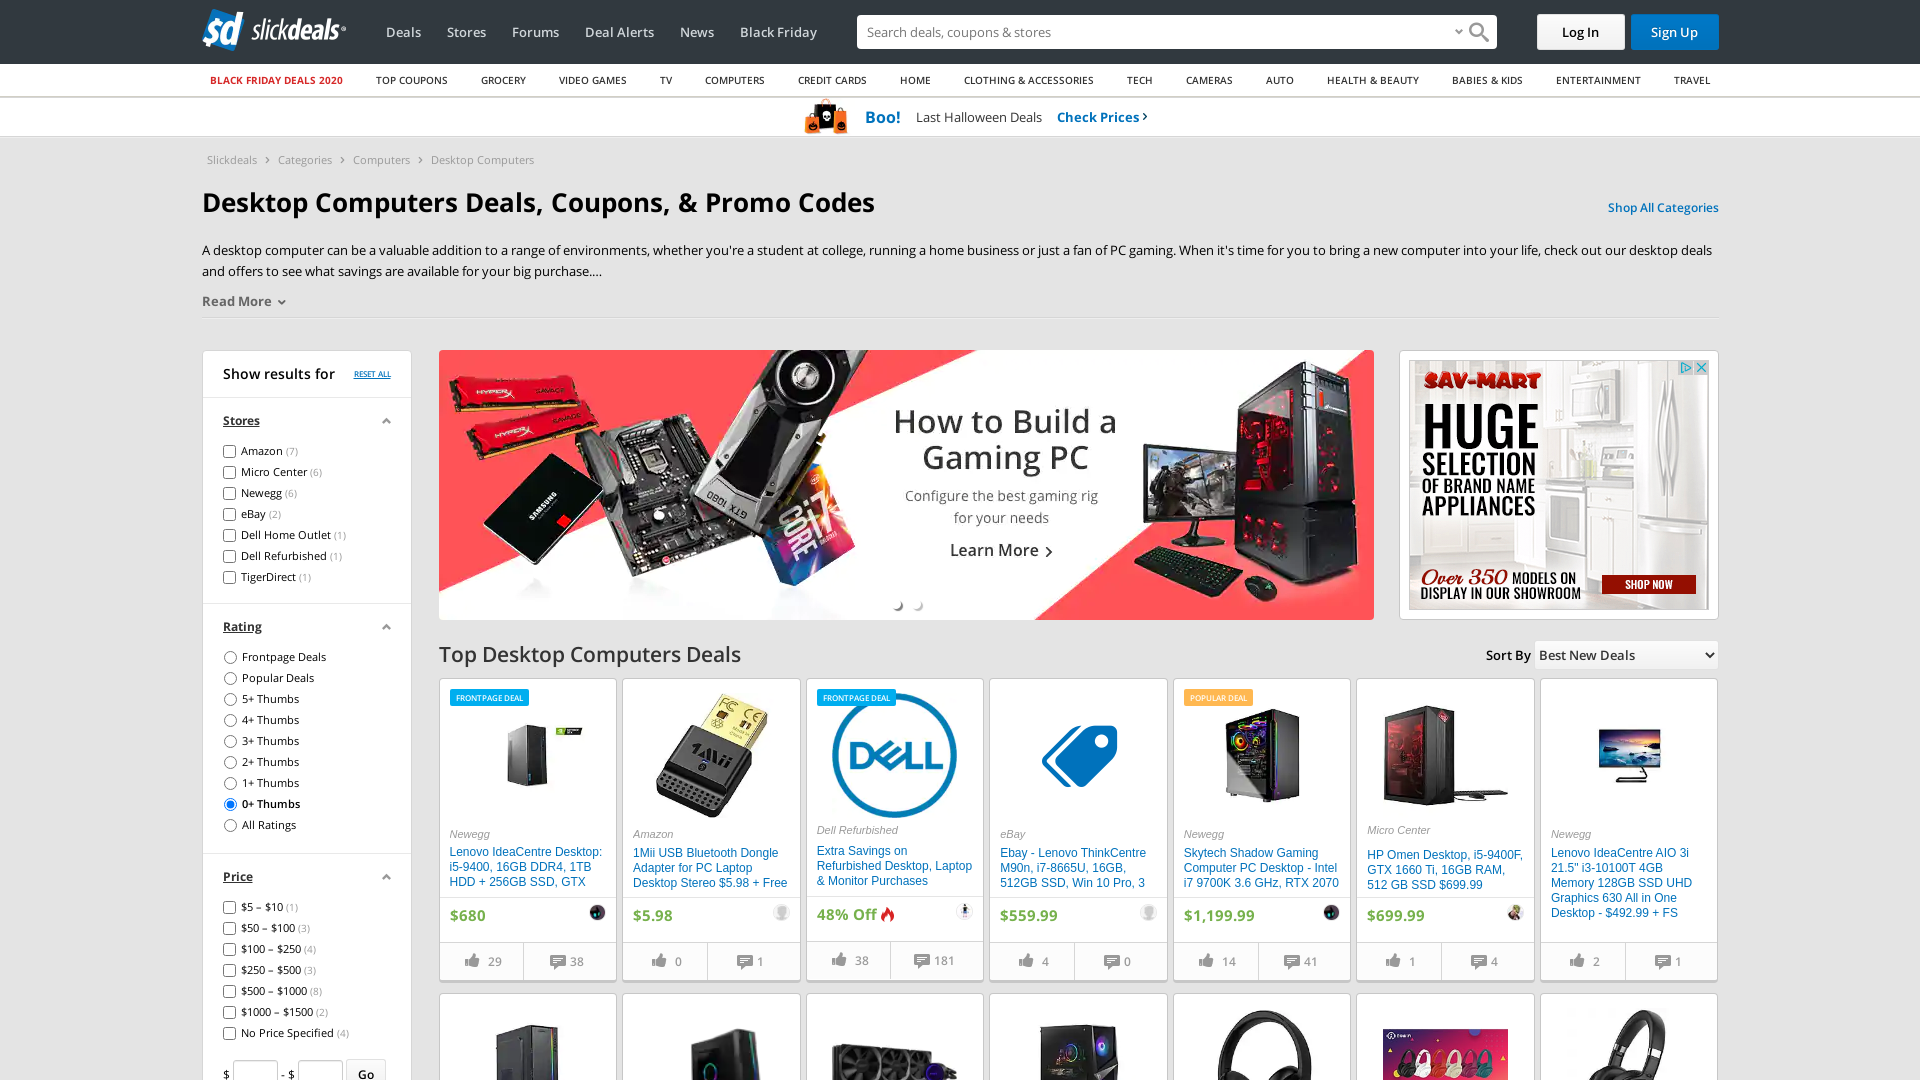 sd slickdeals
Deals
Stores
Forums
Deal Alerts
News
Black Friday
Search deals, coupons & stores
Log In
Sign Up
BLACK FRIDAY DEALS 2020
TOP COUPONS
GROCERY
VIDEO GAMES
TV
COMPUTERS
CREDIT CARDS
HOME
CLOTHING & ACCESSORIES
TECH
CAMERAS
AUTO
HEALTH & BEAUTY
BABIES & KIDS
ENTERTAINMENT
TRAVEL
Boo! Last Halloween Deals Check Prices
Slickdeals > Categories > Computers > Desktop Computers
Desktop Computers Deals, Coupons, & Promo Codes
Shop All Categories
A desktop computer can be a valuable addition to a range of environments, whether you're a student at college, running a home business or just a fan of PC gaming. When it's time for you to bring a new computer into your life, check out our desktop deals
and offers to see what savings are available for your big purchase....
Read More
Show results for
RESET ALL
Stores
Amazon (7)
Micro Center (6)
Newegg (6)
eBay (2)
Dell Home Outlet (1)
Dell Refurbished (1)
TigerDirect (1)
Rating
Frontpage Deals
Popular Deals
5+ Thumbs
4+ Thumbs
3+ Thumbs
2+ Thumbs
1+ Thumbs
0+ Thumbs
All Ratings
Price
$5 – $10 (1)
$50 – $100 (3)
$100 – $250 (4)
$250 – $500 (3)
$500 – $1000 (8)
$1000 – $1500 (2)
No Price Specified (4)
$ - $ Go
HYPERX SAVAGE
HYPERX SAVAGE
SAMSUNG
GTX 1080
CORE i7
How to Build a
Gaming PC
Configure the best gaming rig
for your needs
Learn More
SAV-MART
HUGE
SELECTION
OF BRAND NAME
APPLIANCES
Over 350 MODELS ON
DISPLAY IN OUR SHOWROOM
SHOP NOW
Top Desktop Computers Deals
Sort By Best New Deals
FRONTPAGE DEAL
Newegg
Lenovo IdeaCentre Desktop:
i5-9400, 16GB DDR4, 1TB
HDD + 256GB SSD, GTX
$680
29
38
1Mii
Amazon
1Mii USB Bluetooth Dongle
Adapter for PC Laptop
Desktop Stereo $5.98 + Free
$5.98
0
1
FRONTPAGE DEAL
DELL
Dell Refurbished
Extra Savings on
Refurbished Desktop, Laptop
& Monitor Purchases
48% Off
38
181
eBay
Ebay - Lenovo ThinkCentre
M90n, i7-8665U, 16GB,
512GB SSD, Win 10 Pro, 3
$559.99
4
0
POPULAR DEAL
Newegg
Skytech Shadow Gaming
Computer PC Desktop - Intel
i7 9700K 3.6 GHz, RTX 2070
$1,199.99
14
41
Micro Center
HP Omen Desktop, i5-9400F,
GTX 1660 Ti, 16GB RAM,
512 GB SSD $699.99
$699.99
1
4
Newegg
Lenovo IdeaCentre AIO 3i
21.5" i3-10100T 4GB
Memory 128GB SSD UHD
Graphics 630 All in One
Desktop - $492.99 + FS
2
1